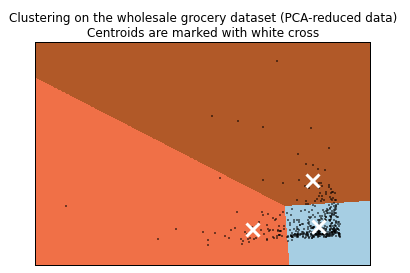 Clustering on the wholesale grocery dataset (PCA-reduced data)
Centroids are marked with white cross